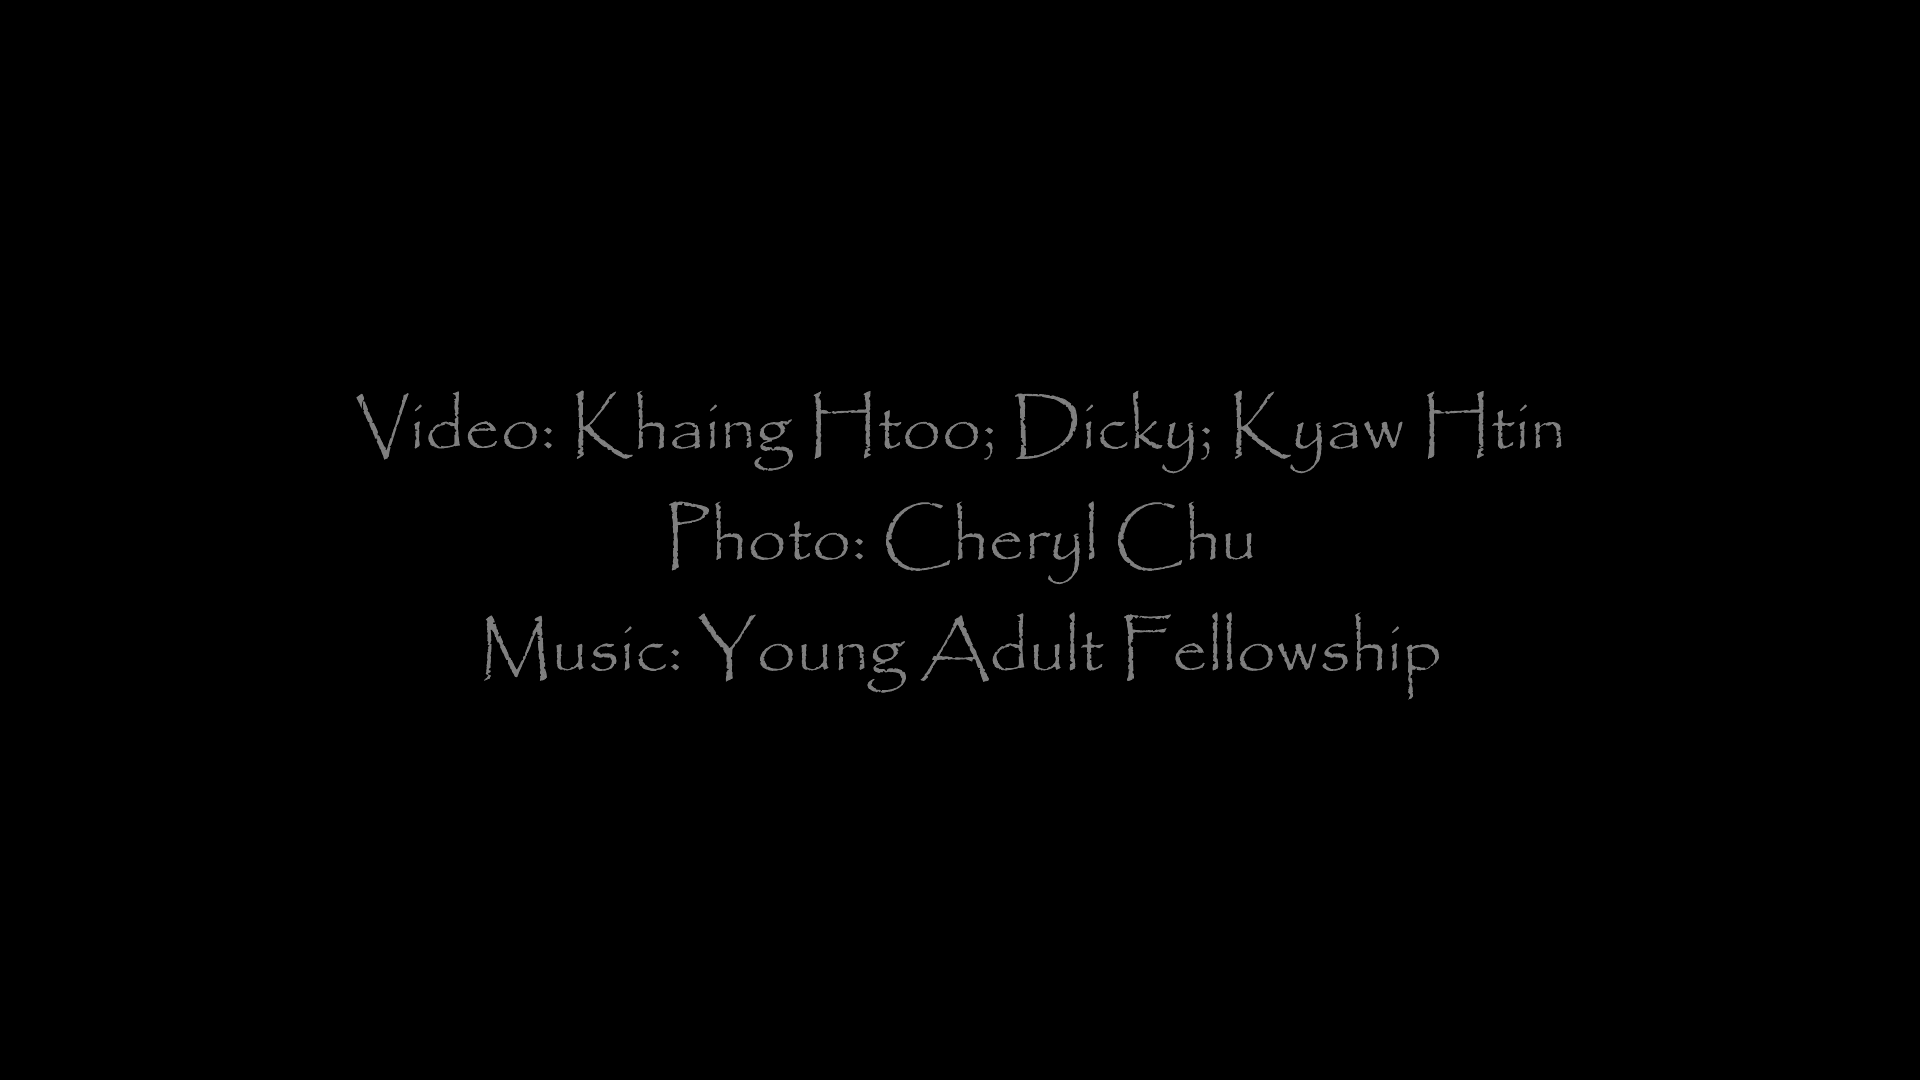 Video: Khaing Htoo; Dicky; Kyaw Htin
Photo: Cheryl Chu
Music: Young Adult Fellowship